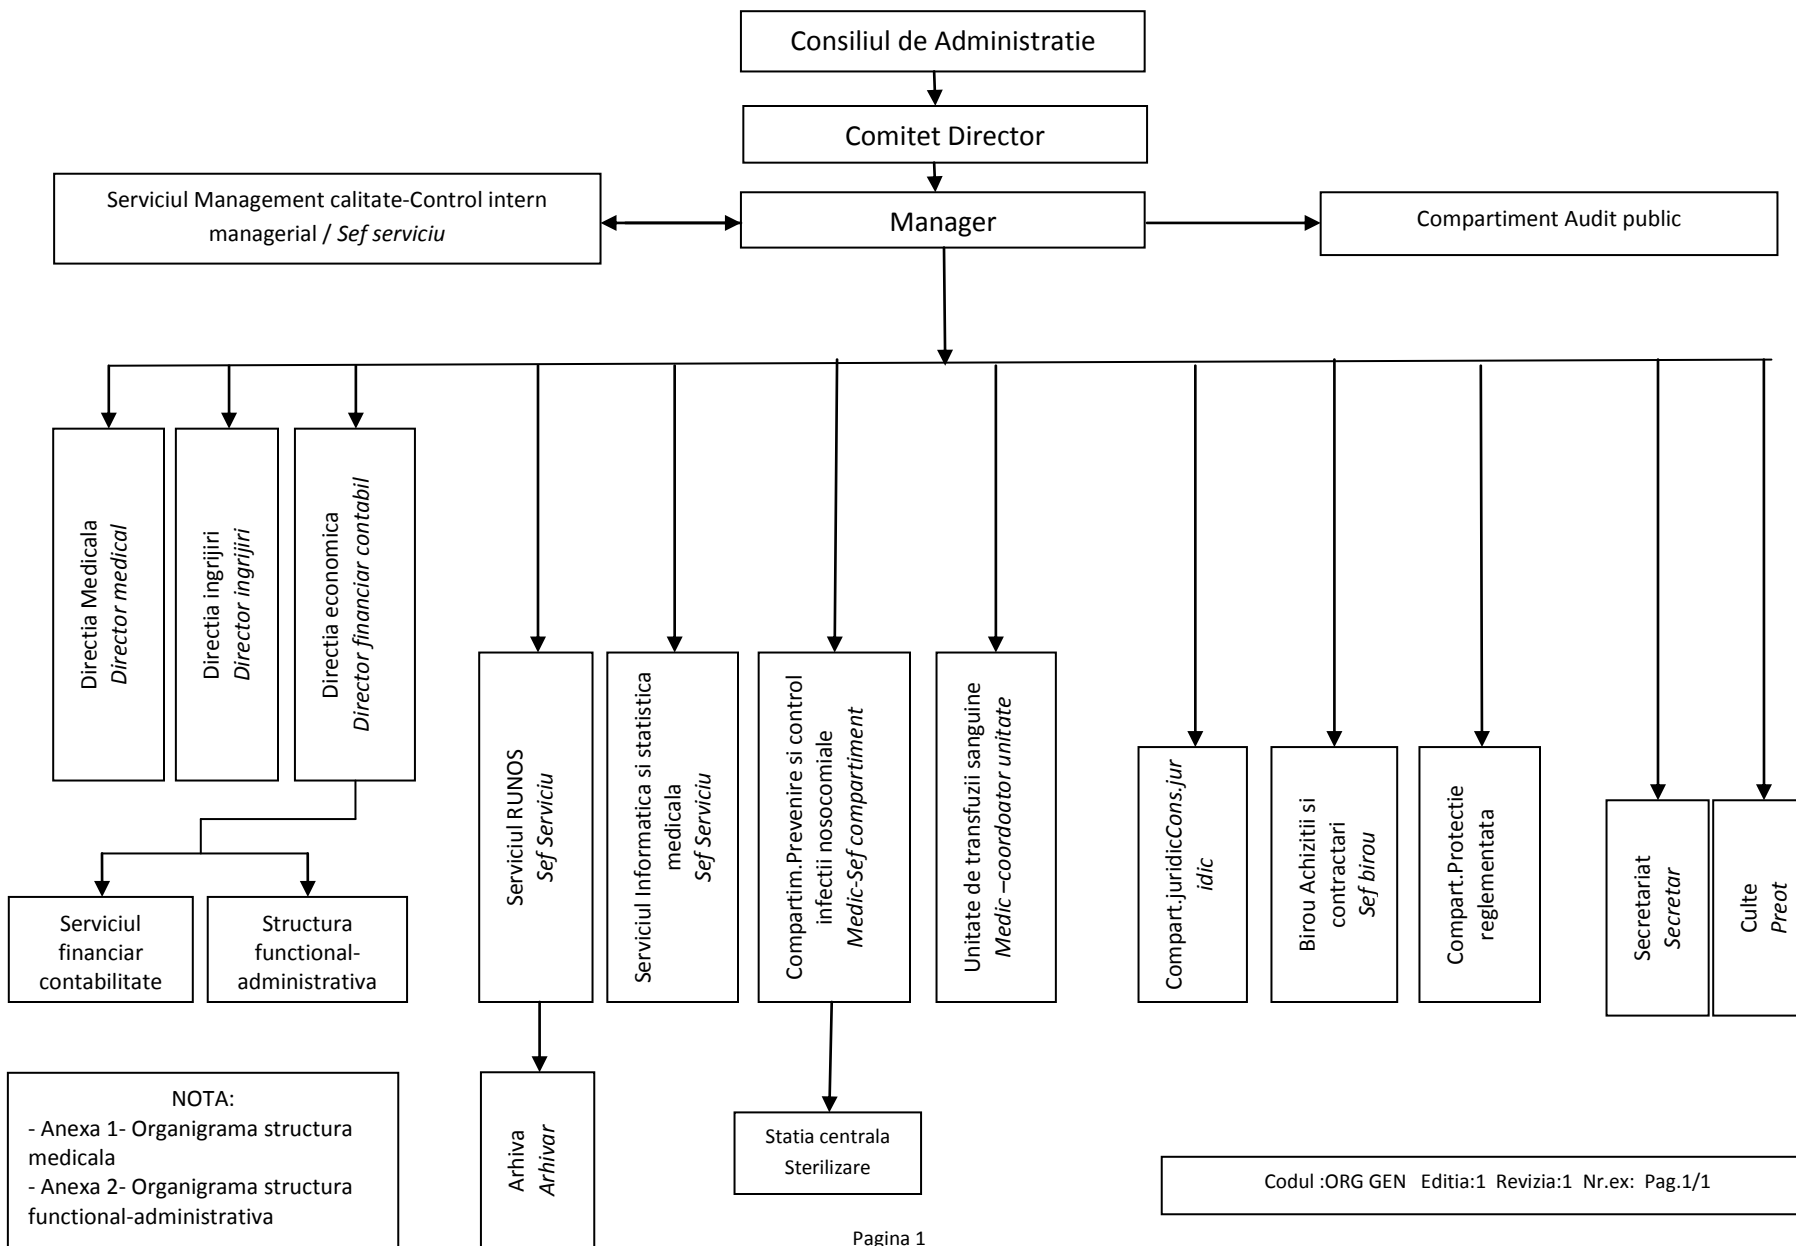 Consiliul de Administratie
Comitet Director
Serviciul Management calitate-Control intern
managerial / Sef serviciu
Manager
Compartiment Audit public
Directia Medicala
Director medical
Directia ingrijiri
Director ingrijiri
Directia economica
Director financiar contabil
Serviciul RUNOS
Sef Serviciu
Serviciul Informatica si statistica
medicala
Sef Serviciu
Compartim.Prevenire si control
infectii nosocomiale
Medic-Sef compartiment
Unitate de transfuzii sanguine
Medic –coordoator unitate
Compart.juridicCons.jur
idic
Birou Achizitii si
contractari
Sef birou
Compart.Protectie
reglementata
Secretariat
Secretar
Culte
Preot
Serviciul
financiar
contabilitate
Structura
functional-
administrativa
NOTA:
- Anexa 1- Organigrama structura
medicala
- Anexa 2- Organigrama structura
functional-administrativa
Arhiva
Arhivar
Statia centrala
Sterilizare
Codul :ORG GEN Editia:1 Revizia:1 Nr.ex: Pag.1/1
Pagina 1